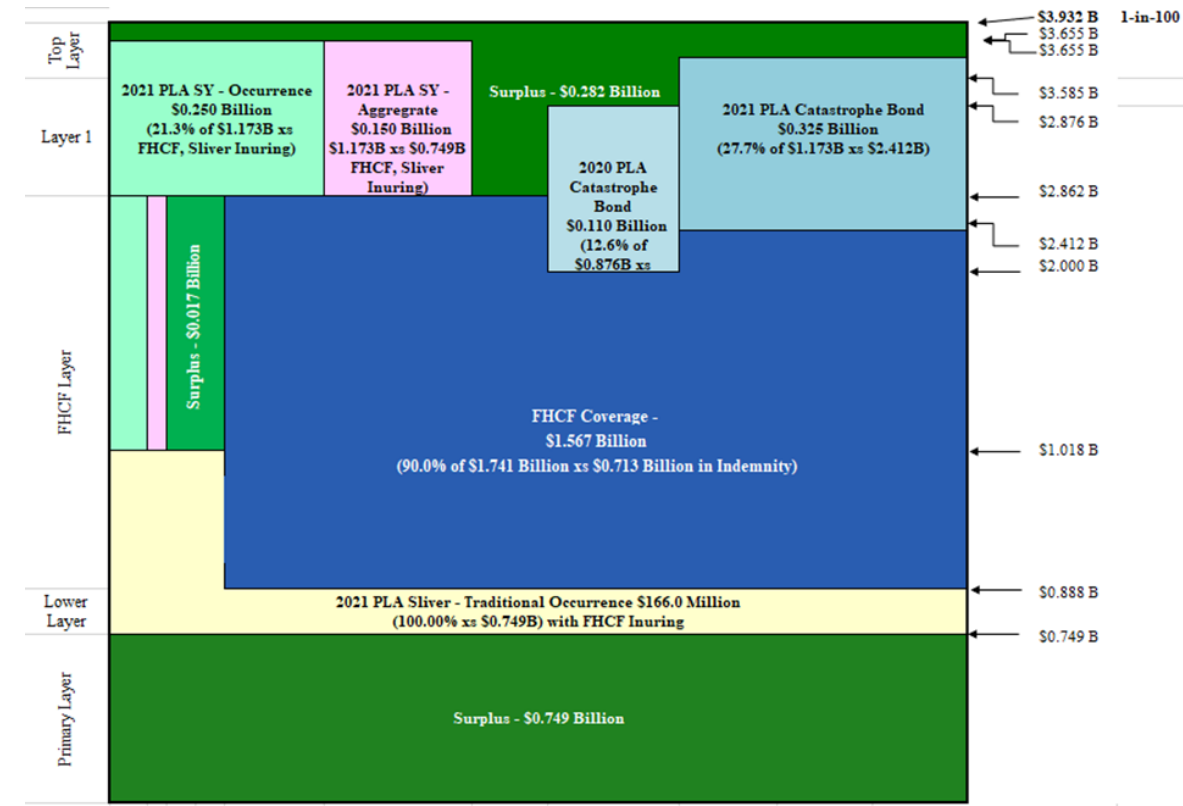 Top
Layer
Layer 1
FHCF Layer
Lower
Layer
Primary Layer
2021 PLA SY - Occurrence
$0.250 Billion
(21.3% of $1.173B xs
FHCF, Sliver Inuring)
2021 PLA SY -
Aggregrate
$0.150 Billion
$1.173B xs $0.749B
FHCF, Sliver
Inuring)
Surplus - $0.282 Billion
2020 PLA
Catastrophe
Bond
$0.110 Billion
(12.6% of
$0.876B xs
2021 PLA Catastrophe Bond
$0.325 Billion
(27.7% of $1.173B xs $2.412B)
Surplus - $0.017 Billion
FHCF Coverage -
$1.567 Billion
(90.0% of $1.741 Billion xs $0.713 Billion in Indemnity)
2021 PLA Sliver - Traditional Occurrence $166.0 Million
(100.00% xs $0.749B) with FHCF Inuring
Surplus - $0.749 Billion
$3.932 B 1-in-100
$3.655 B
$3.655 B
$3.585 B
$2.876 B
$2.862 B
$2.412 B
$2.000 B
$1.018 B
$0.888 B
$0.749 B